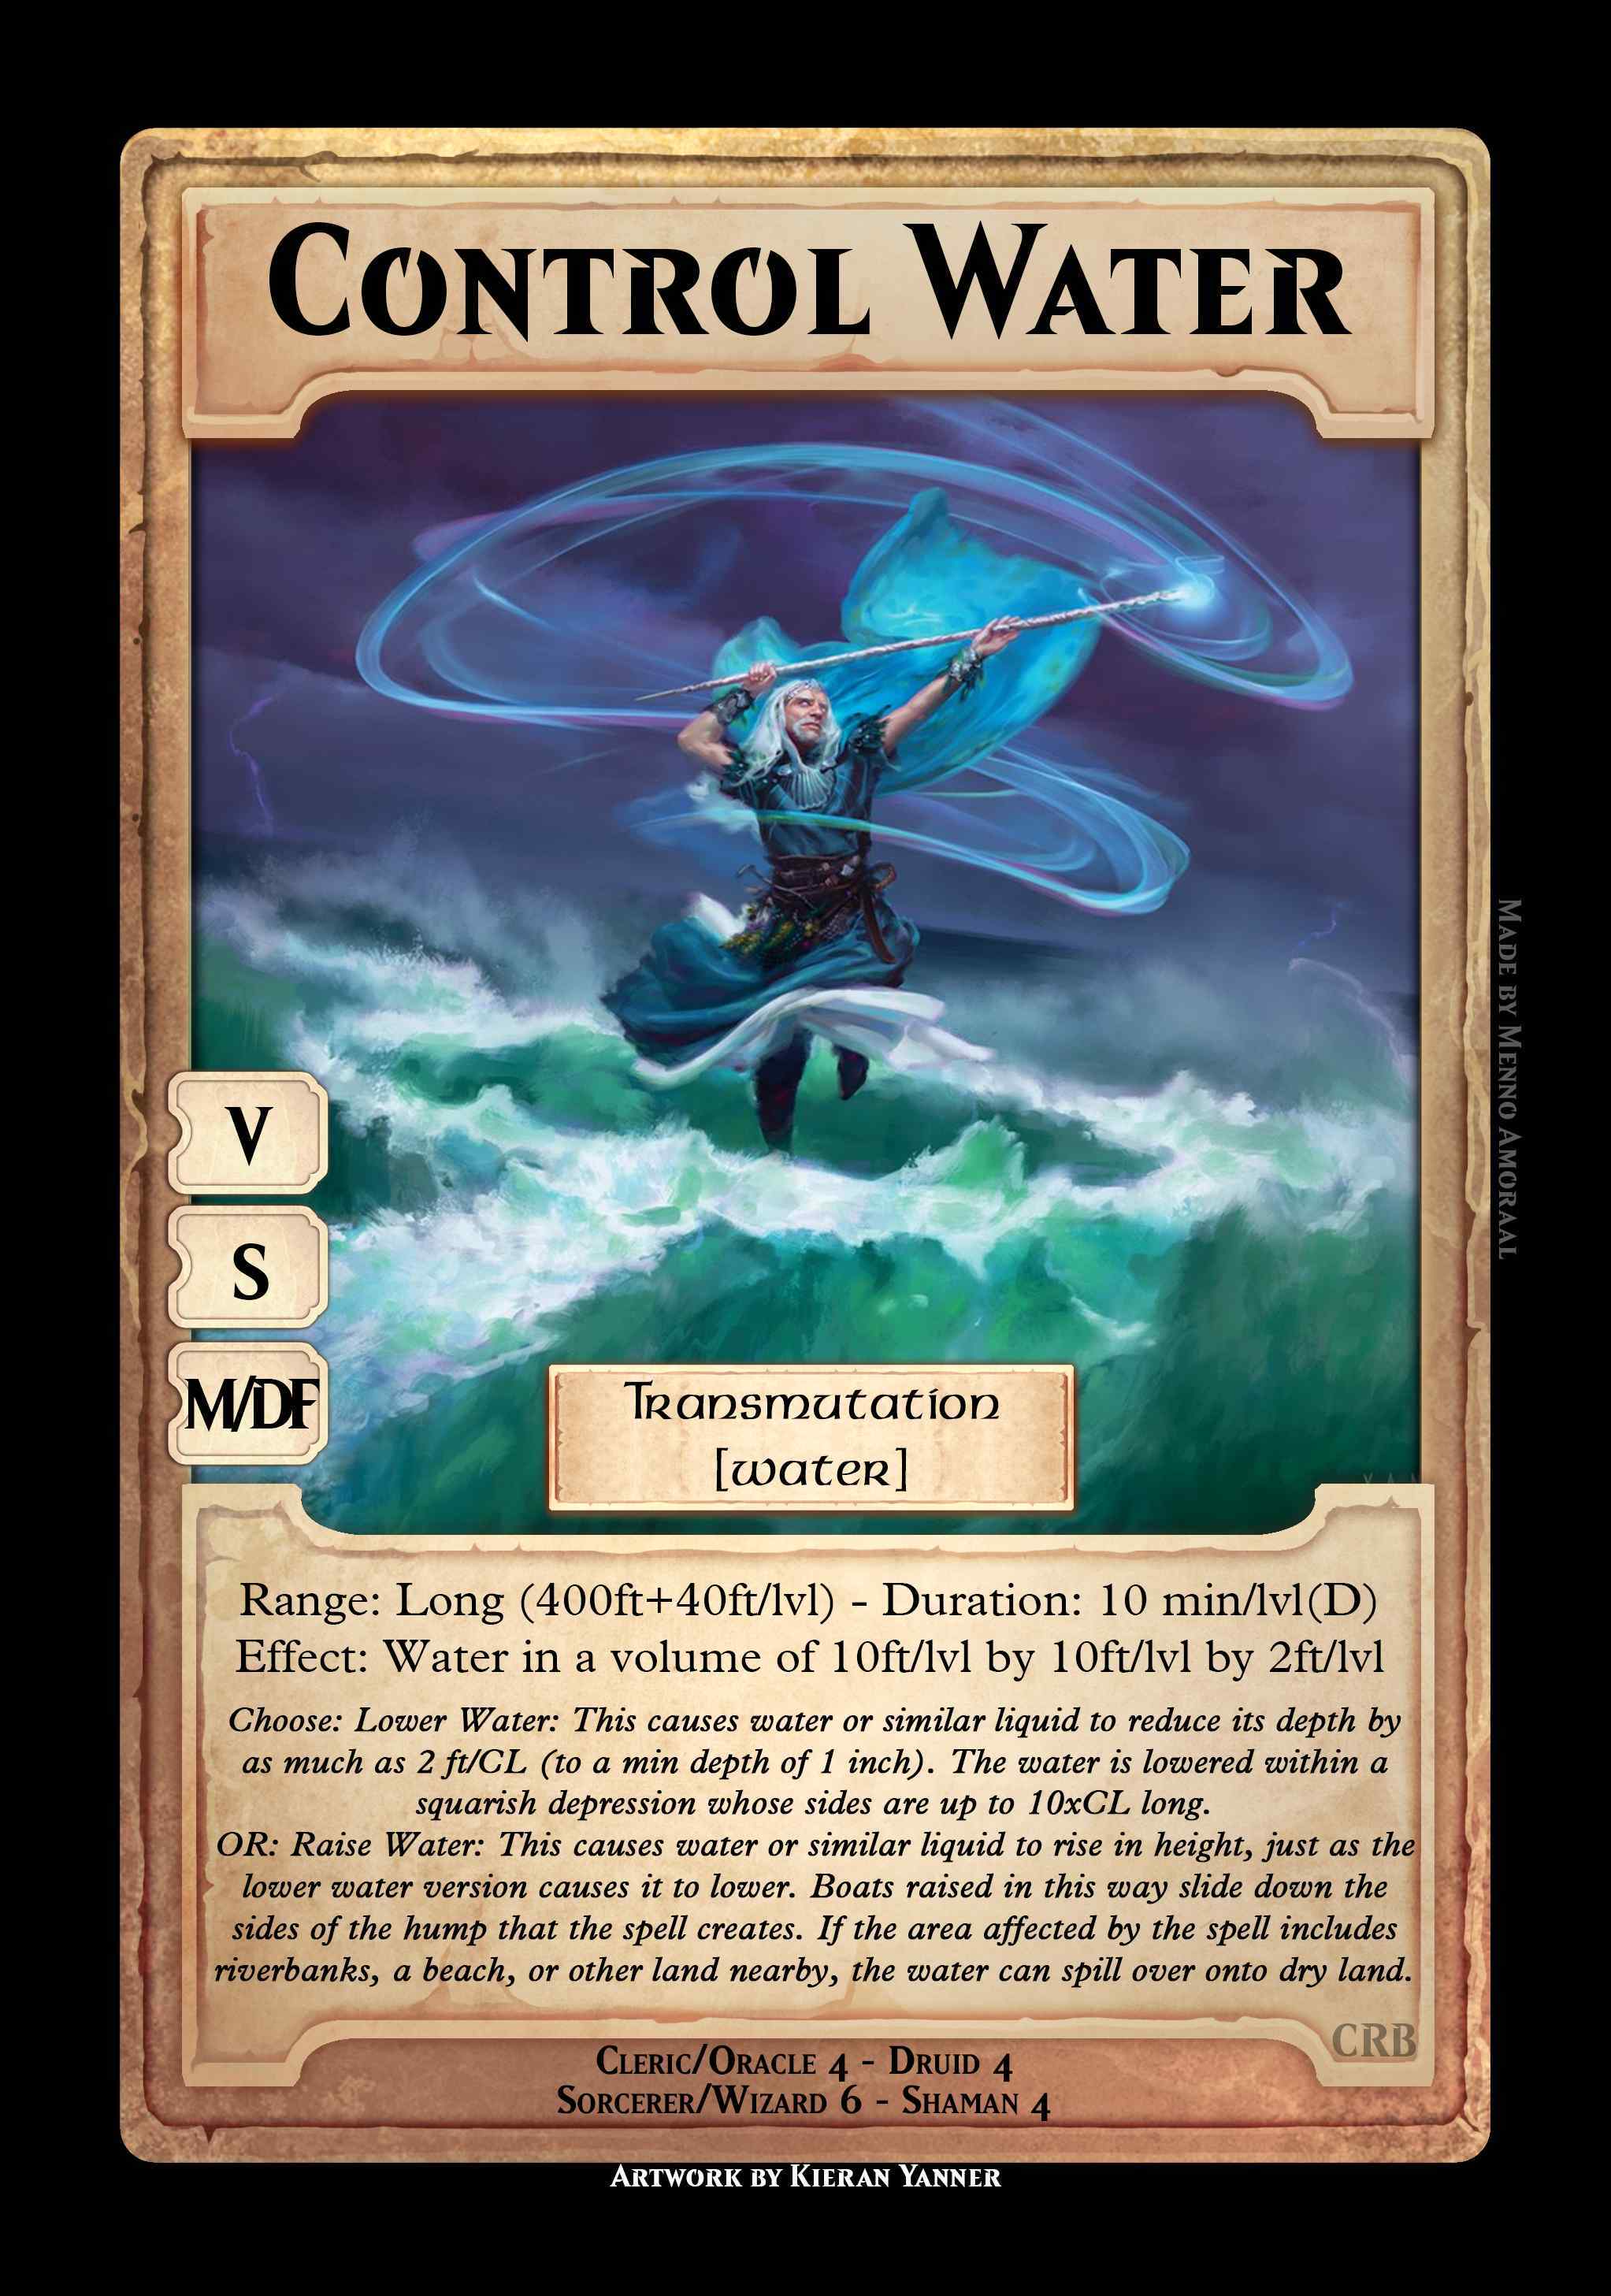 Control Water
V
S
M/DF
Transmutation
[water]
Range: Long (400ft+40ft/lvl) - Duration: 10 min/lvl(D)
Effect: Water in a volume of 10ft/lvl by 10ft/lvl by 2ft/lvl
Choose: Lower Water: This causes water or similar liquid to reduce its depth by
as much as 2 ft/CL (to a min depth of 1 inch). The water is lowered within a
squarish depression whose sides are up to 10xCL long.
OR: Raise Water: This causes water or similar liquid to rise in height, just as the
lower water version causes it to lower. Boats raised in this way slide down the
sides of the hump that the spell creates. If the area affected by the spell includes
riverbanks, a beach, or other land nearby, the water can spill over onto dry land.
CRB
Cleric/Oracle 4 - Druid 4
Sorcerer/Wizard 6 - Shaman 4
Artwork by Kieran Yanner
Made by Menno Amoraal